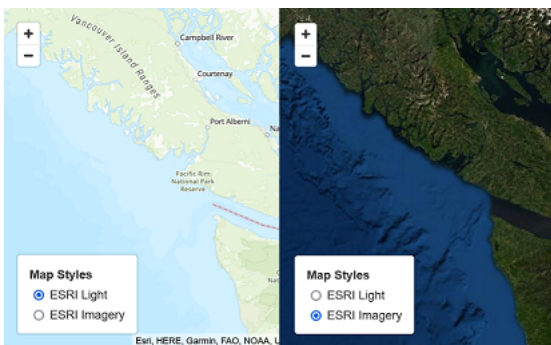 +
−
Vancouver Island Ranges
Campbell River
Courtenay
Port Alberni
Na
Pacific Rim
National Park
Reserve
Nat
Map Styles
ESRI Light
ESRI Imagery
Esri, HERE, Garmin, FAO, NOAA, U
+
−
Map Styles
ESRI Light
ESRI Imagery